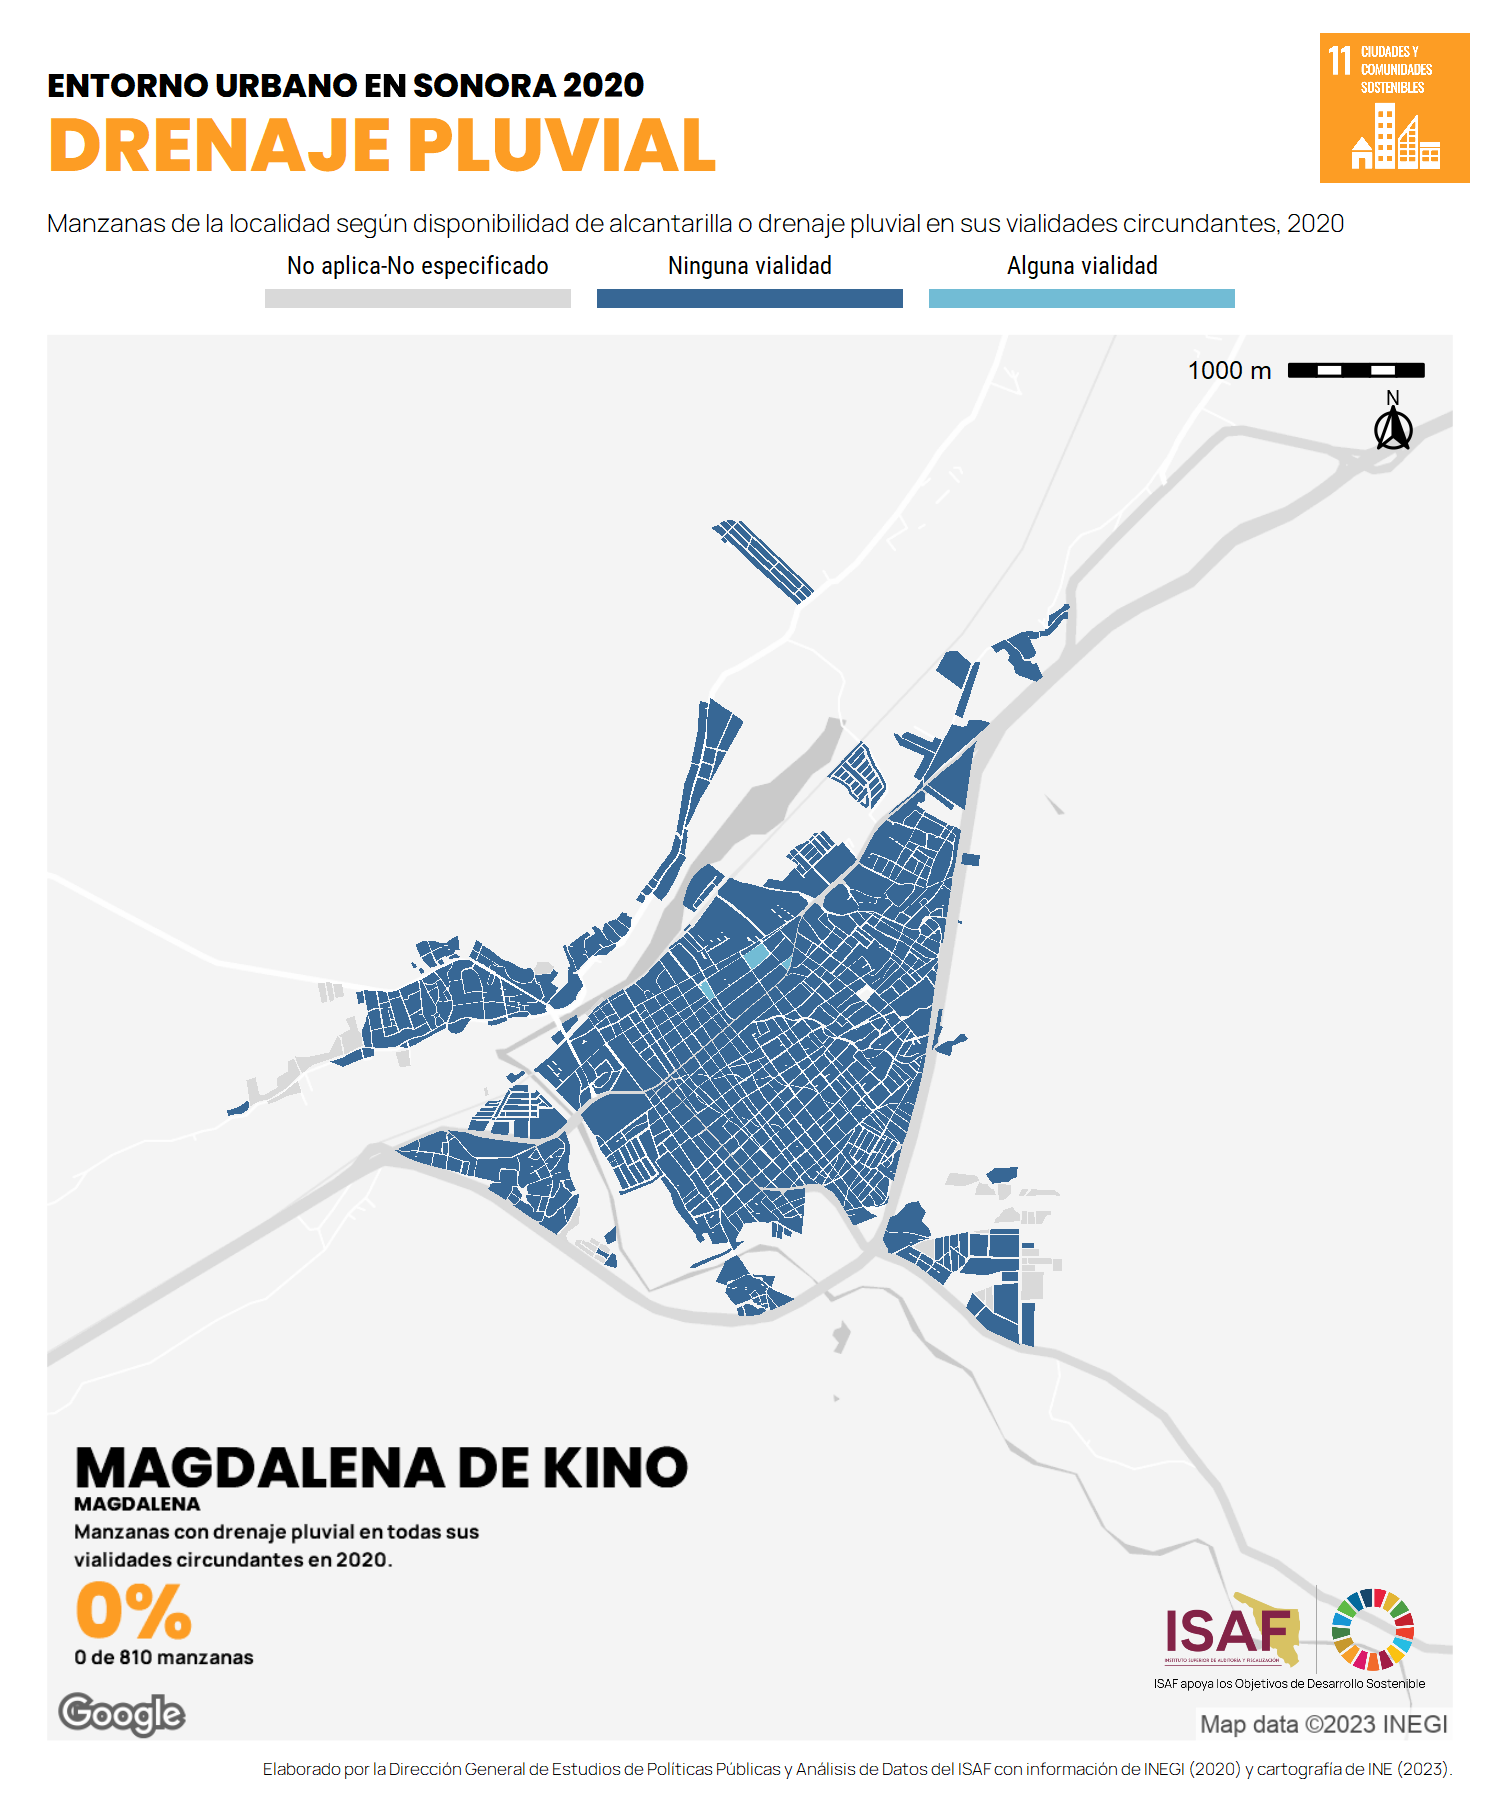 ENTORNO URBANO EN SONORA 2020
DRENAJE PLUVIAL
11 CIUDADES Y
COMUNIDADES
SOSTENIBLES
Manzanas de la localidad según disponibilidad de alcantarilla o drenaje pluvial en sus vialidades circundantes, 2020
No aplica-No especificado
Ninguna vialidad
Alguna vialidad
1000 m
N
MAGDALENA DE KINO
MAGDALENA
Manzanas con drenaje pluvial en todas sus
vialidades circundantes en 2020.
0%
0 de 810 manzanas
Google
ISAF
INSTITUTO SUPERIOR DE AUDITORÍA Y FISCALIZACIÓN
ISAF apoya los Objetivos de Desarrollo Sostenible
Map data ©2023 INEGI
Elaborado por la Dirección General de Estudios de Políticas Públicas y Análisis de Datos del ISAF con información de INEGI (2020) y cartografía de INE (2023).